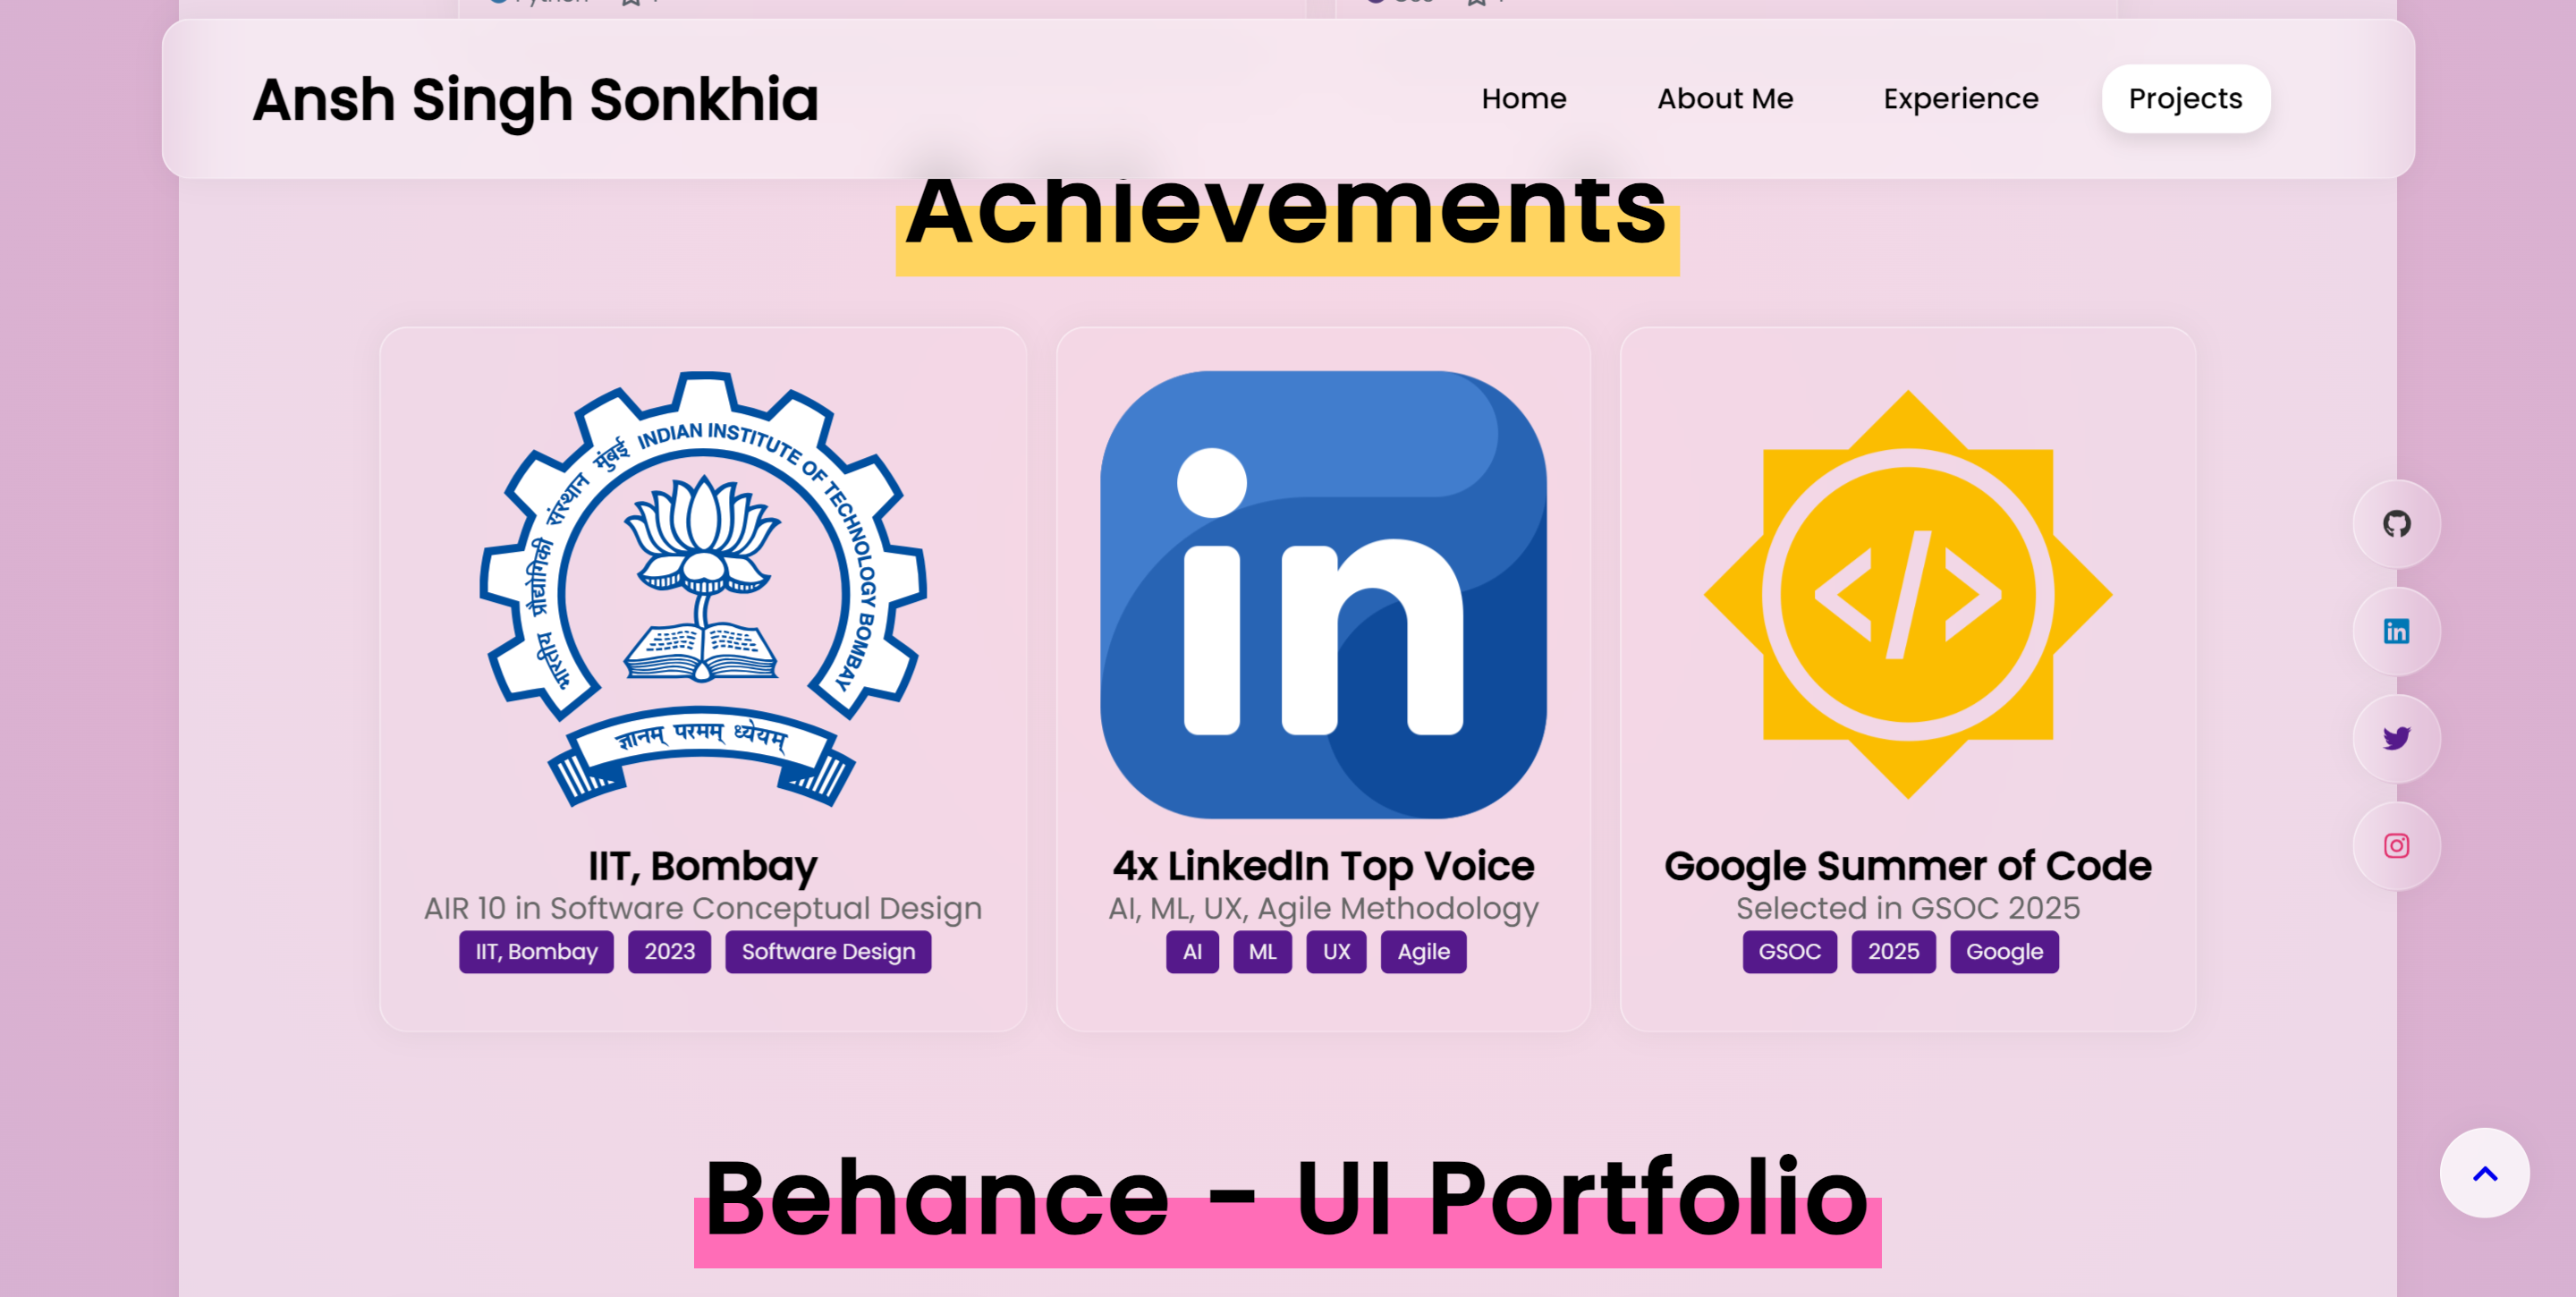 Python
Ansh Singh Sonkhia
Home
About Me
Experience
Projects
Achievements
भारतीय प्रौद्योगिकी संस्थान मुंबई
INDIAN INSTITUTE OF TECHNOLOGY BOMBAY
ज्ञानम् परमम् ध्येयम्
IIT, Bombay
AIR 10 in Software Conceptual Design
IIT, Bombay
2023
Software Design
in
4x LinkedIn Top Voice
AI, ML, UX, Agile Methodology
AI
ML
UX
Agile
</>
Google Summer of Code
Selected in GSOC 2025
GSOC
2025
Google
in
Behance - UI Portfolio